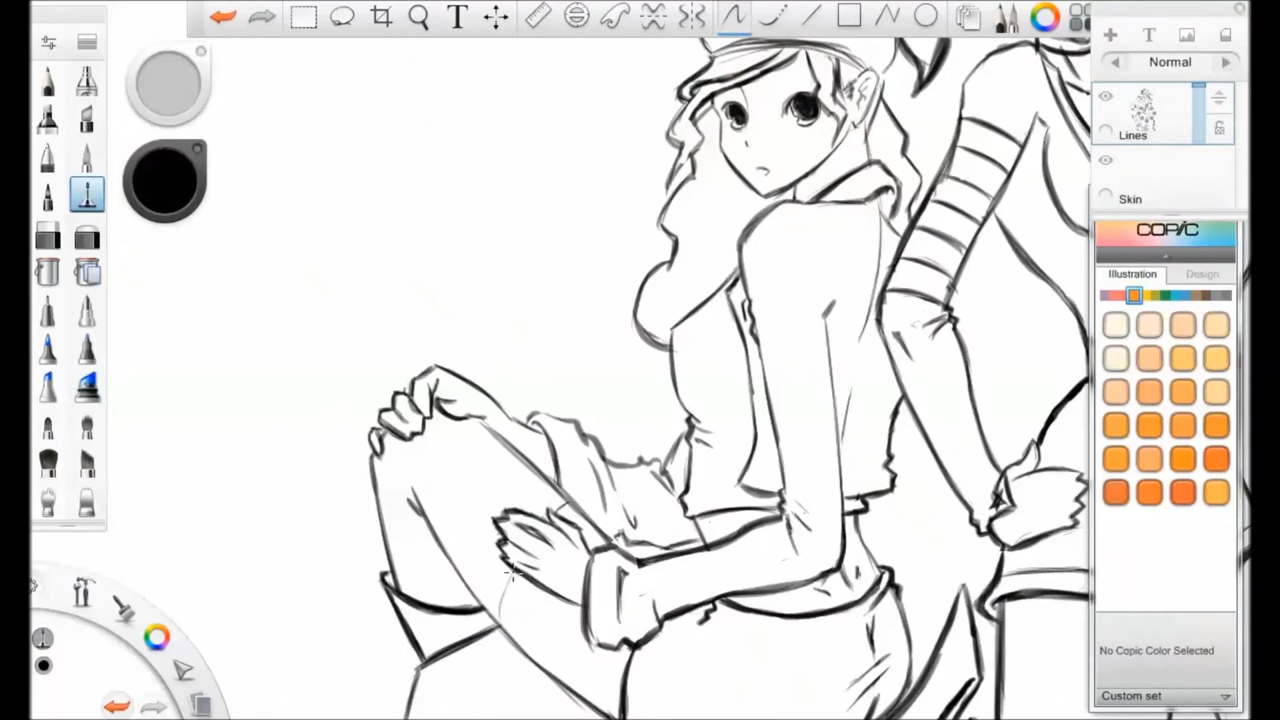 T
T
Normal
Lines
Skin
COPIC
Illustration
Design
No Copic Color Selected
Custom set